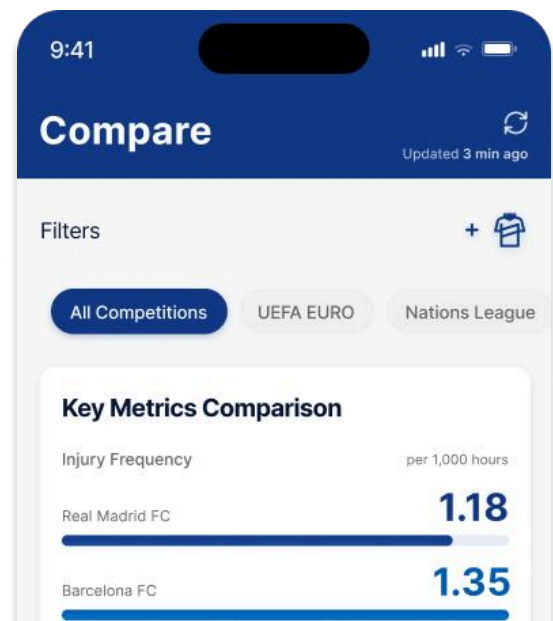 9:41
Compare
Updated 3 min ago
Filters
+
All Competitions UEFA EURO Nations League
Key Metrics Comparison
Injury Frequency per 1,000 hours
Real Madrid FC 1.18
Barcelona FC 1.35